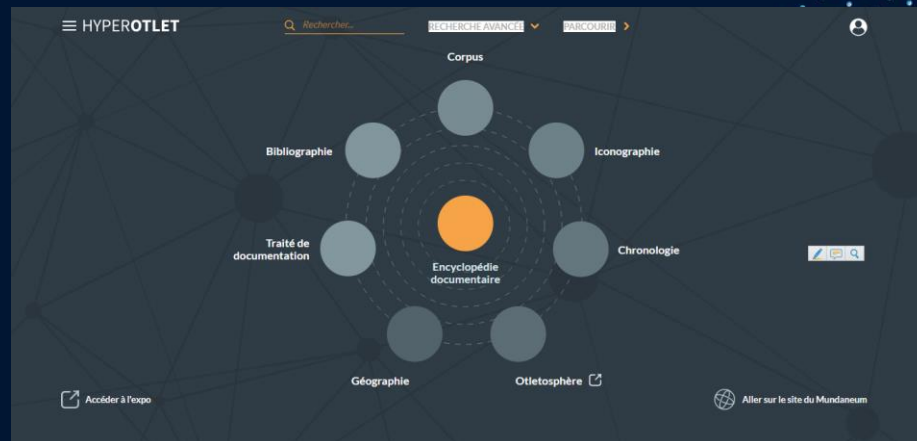 HYPEROTLET
Rechercher...
RECHERCHE AVANCÉE
PARCOURIR
Corpus
Bibliographie
Iconographie
Traité de
documentation
Chronologie
Encyclopédie
documentaire
Géographie
Otletosphère
Accéder à l'expo
Aller sur le site du Mundaneum